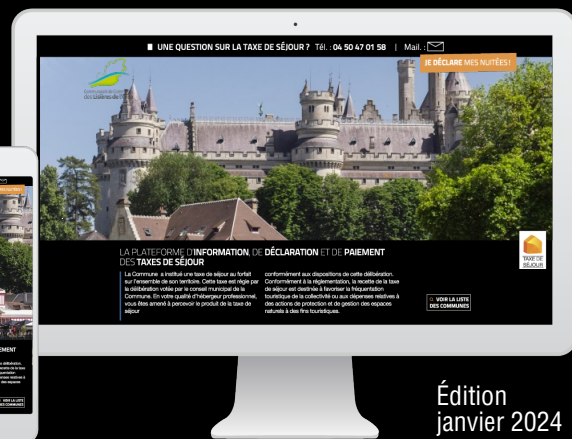 UNE QUESTION SUR LA TAXE DE SÉJOUR ? Tél. : 04 50 47 01 58 | Mail. :
JE DÉCLARE MES NUITÉES !
LA PLATEFORME D'INFORMATION, DE DÉCLARATION ET DE PAIEMENT
DES TAXES DE SÉJOUR
La Commune a institué une taxe de séjour au forfait
sur l'ensemble de son territoire. Cette taxe est régie par
la délibération votée par le conseil municipal de la
Commune. En votre qualité d'hébergeur professionnel,
vous êtes amené à percevoir le produit de la taxe de
séjour
conformément aux dispositions de cette délibération.
Conformément à la réglementation, la recette de la taxe
de séjour est destinée à favoriser la fréquentation
touristique de la collectivité ou aux dépenses relatives à
des actions de protection et de gestion des espaces
naturels à des fins touristiques.
TAXE DE
SÉJOUR
VOIR LA LISTE
DES COMMUNES
VOIR LA LISTE
DES COMMUNES
Édition
janvier 2024